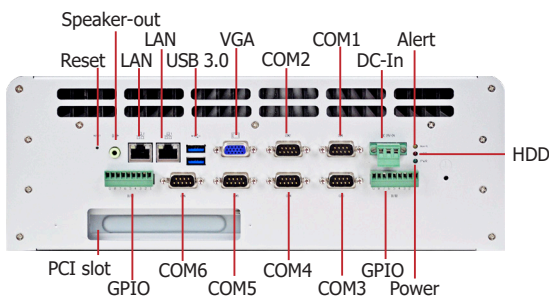 Speaker-out
LAN VGA COM1 Alert
Reset LAN USB 3.0 COM2 DC-In
HDD
PCI slot COM6 COM4 GPIO
GPIO COM5 COM3 Power